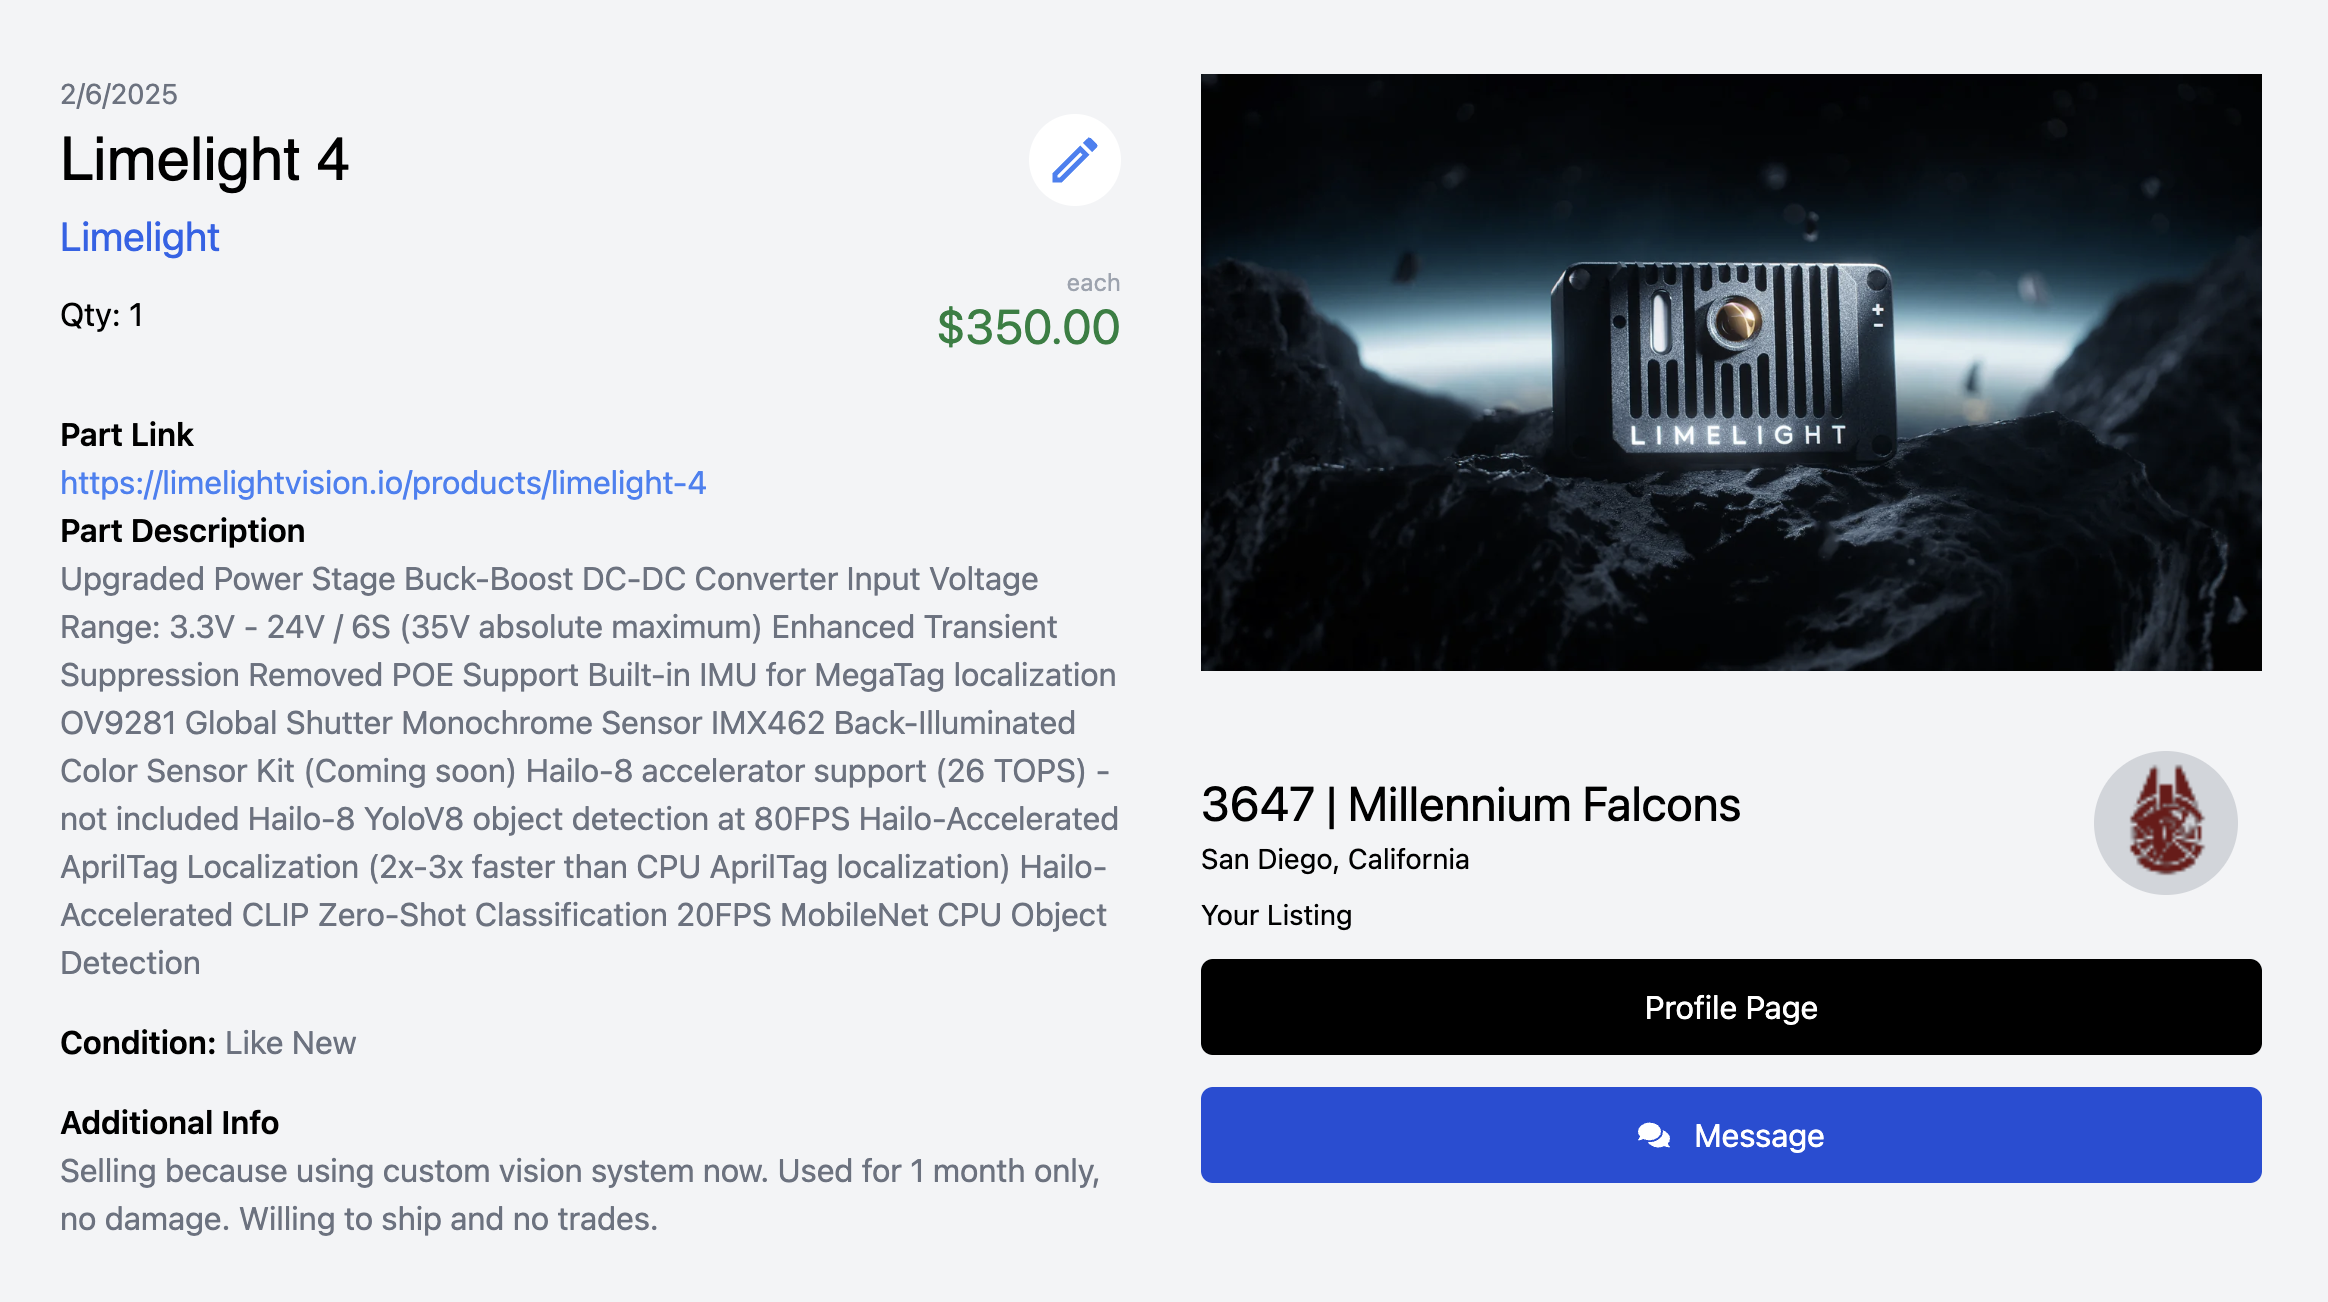 2/6/2025
Limelight 4
Limelight
each
Qty: 1
$350.00
Part Link
https://limelightvision.io/products/limelight-4
Part Description
Upgraded Power Stage Buck-Boost DC-DC Converter Input Voltage
Range: 3.3V - 24V / 6S (35V absolute maximum) Enhanced Transient
Suppression Removed POE Support Built-in IMU for MegaTag localization
OV9281 Global Shutter Monochrome Sensor IMX462 Back-Illuminated
Color Sensor Kit (Coming soon) Hailo-8 accelerator support (26 TOPS) -
not included Hailo-8 YoloV8 object detection at 80FPS Hailo-Accelerated
AprilTag Localization (2x-3x faster than CPU AprilTag localization) Hailo-
Accelerated CLIP Zero-Shot Classification 20FPS MobileNet CPU Object
Detection
Condition: Like New
Additional Info
Selling because using custom vision system now. Used for 1 month only,
no damage. Willing to ship and no trades.
+
-
LIMELIGHT
3647 | Millennium Falcons
San Diego, California
Your Listing
Profile Page
Message